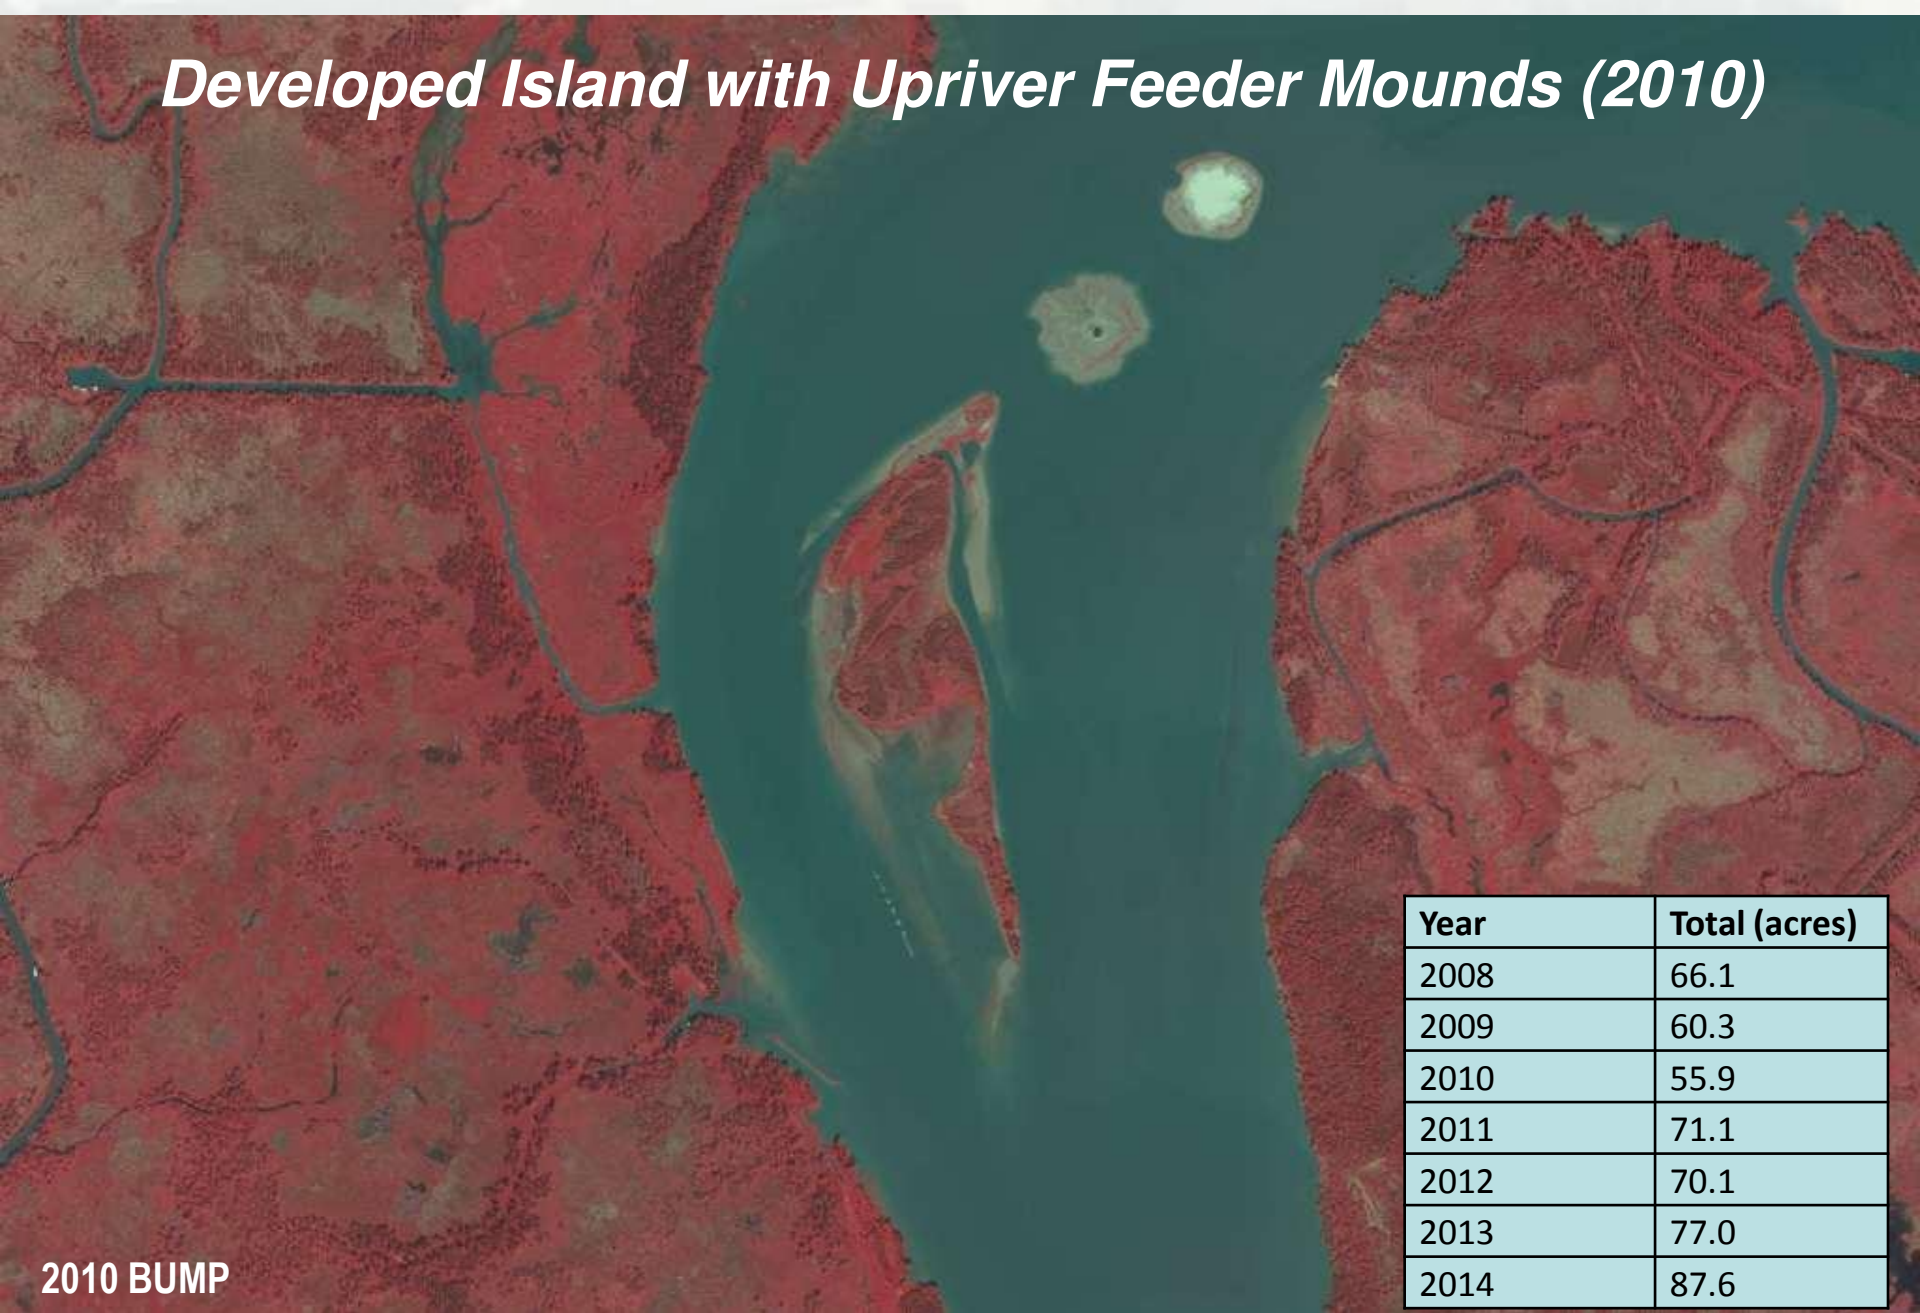 Developed Island with Upriver Feeder Mounds (2010)
Year Total (acres)
2008 66.1
2009 60.3
2010 55.9
2011 71.1
2012 70.1
2013 77.0
2014 87.6
2010 BUMP